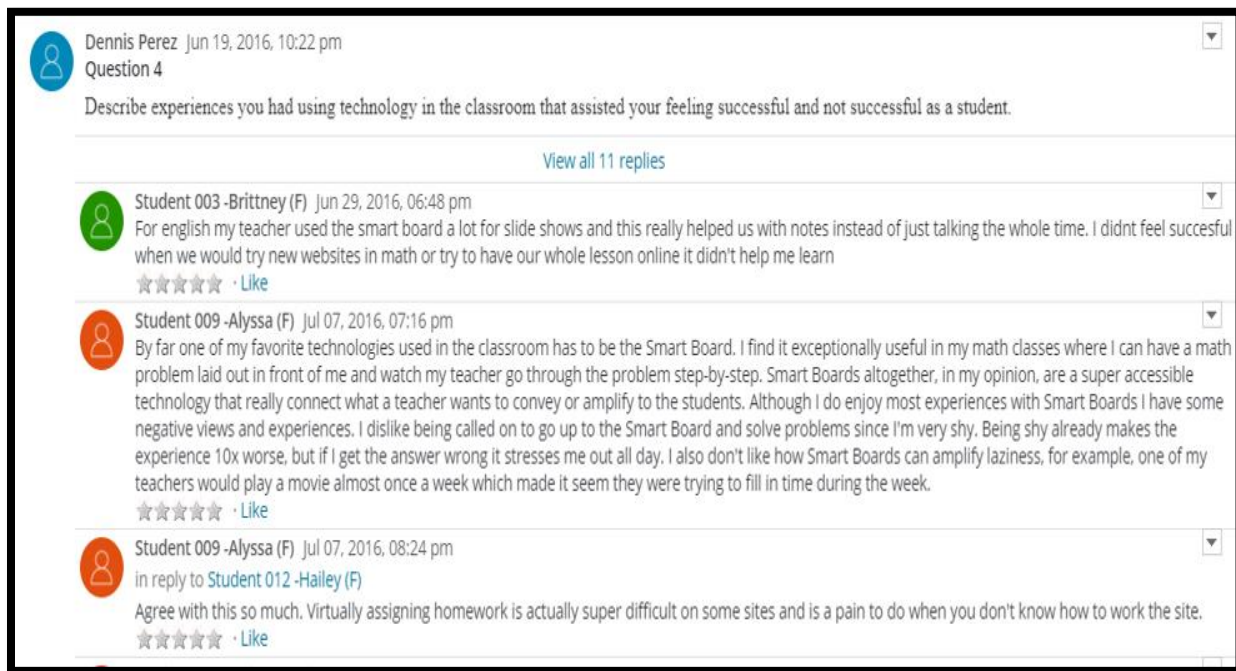 Dennis Perez Jun 19, 2016, 10:22 pm
Question 4
Describe experiences you had using technology in the classroom that assisted your feeling successful and not successful as a student.
View all 11 replies
Student 003 -Brittney (F) Jun 29, 2016, 06:48 pm
For english my teacher used the smart board a lot for slide shows and this really helped us with notes instead of just talking the whole time. I didnt feel succesful
when we would try new websites in math or try to have our whole lesson online it didn't help me learn
· Like
Student 009 -Alyssa (F) Jul 07, 2016, 07:16 pm
By far one of my favorite technologies used in the classroom has to be the Smart Board. I find it exceptionally useful in my math classes where I can have a math
problem laid out in front of me and watch my teacher go through the problem step-by-step. Smart Boards altogether, in my opinion, are a super accessible
technology that really connect what a teacher wants to convey or amplify to the students. Although I do enjoy most experiences with Smart Boards I have some
negative views and experiences. I dislike being called on to go up to the Smart Board and solve problems since I'm very shy. Being shy already makes the
experience 10x worse, but if I get the answer wrong it stresses me out all day. I also don't like how Smart Boards can amplify laziness, for example, one of my
teachers would play a movie almost once a week which made it seem they were trying to fill in time during the week.
· Like
Student 009 -Alyssa (F) Jul 07, 2016, 08:24 pm
in reply to Student 012 -Hailey (F)
Agree with this so much. Virtually assigning homework is actually super difficult on some sites and is a pain to do when you don't know how to work the site.
· Like